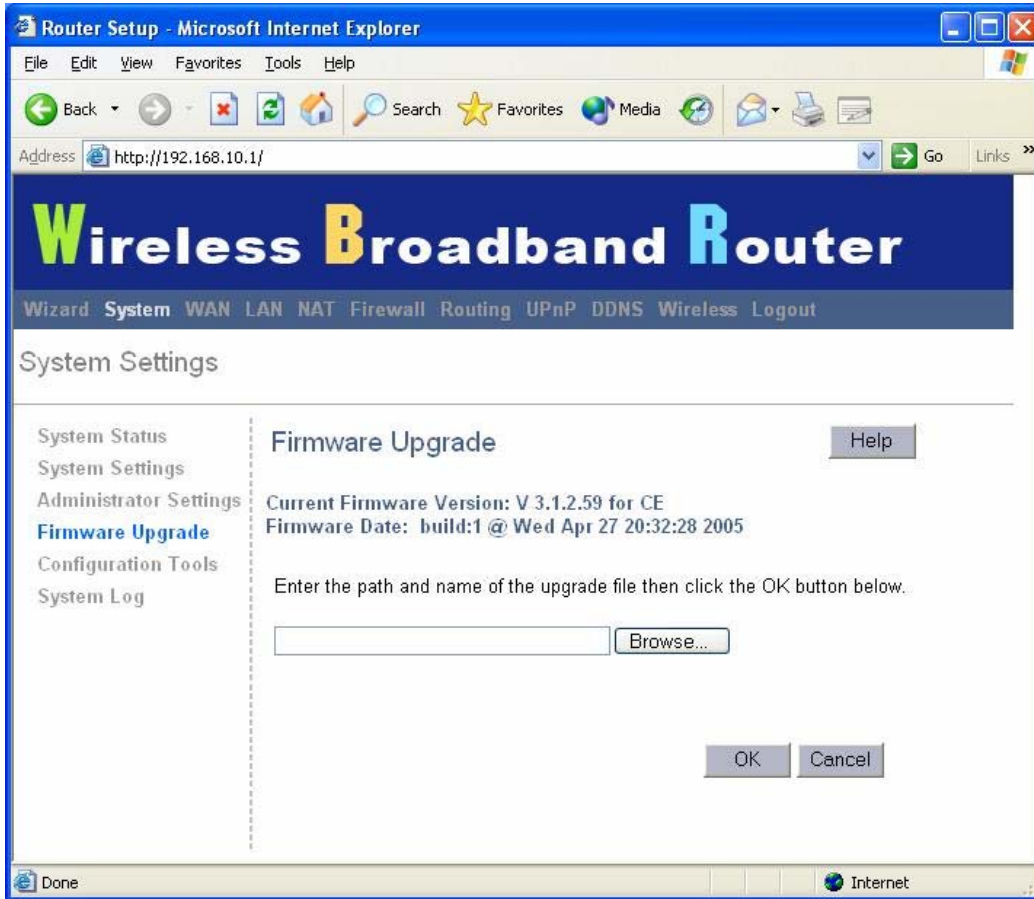 Router Setup - Microsoft Internet Explorer
File Edit View Favorites Tools Help
Back Search Favorites Media
Address http://192.168.10.1/ Go Links »
Wireless Broadband Router
Wizard System WAN LAN NAT Firewall Routing UPnP DDNS Wireless Logout
System Settings
System Status
System Settings
Administrator Settings
Firmware Upgrade
Configuration Tools
System Log
Firmware Upgrade Help
Current Firmware Version: V 3.1.2.59 for CE
Firmware Date: build:1 @ Wed Apr 27 20:32:28 2005
Enter the path and name of the upgrade file then click the OK button below.
Browse...
OK Cancel
Done Internet